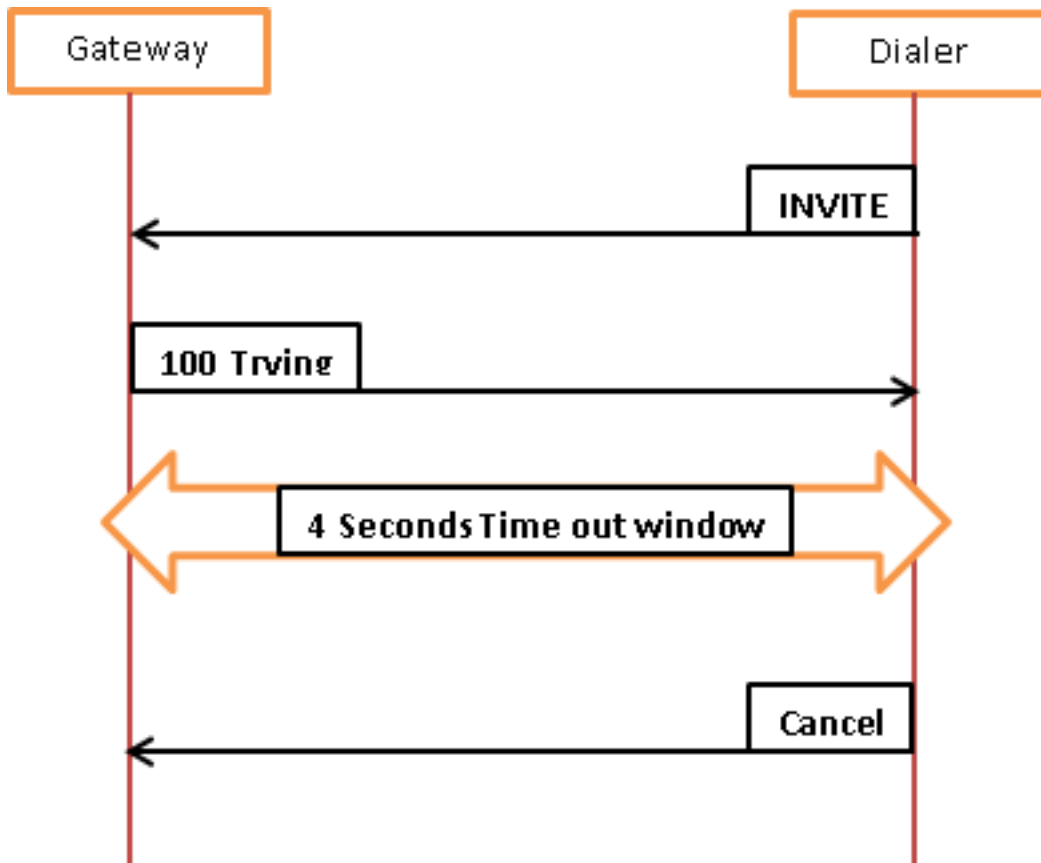 Gateway
Dialer
INVITE
100 Trying
4 Seconds Time out window
Cancel